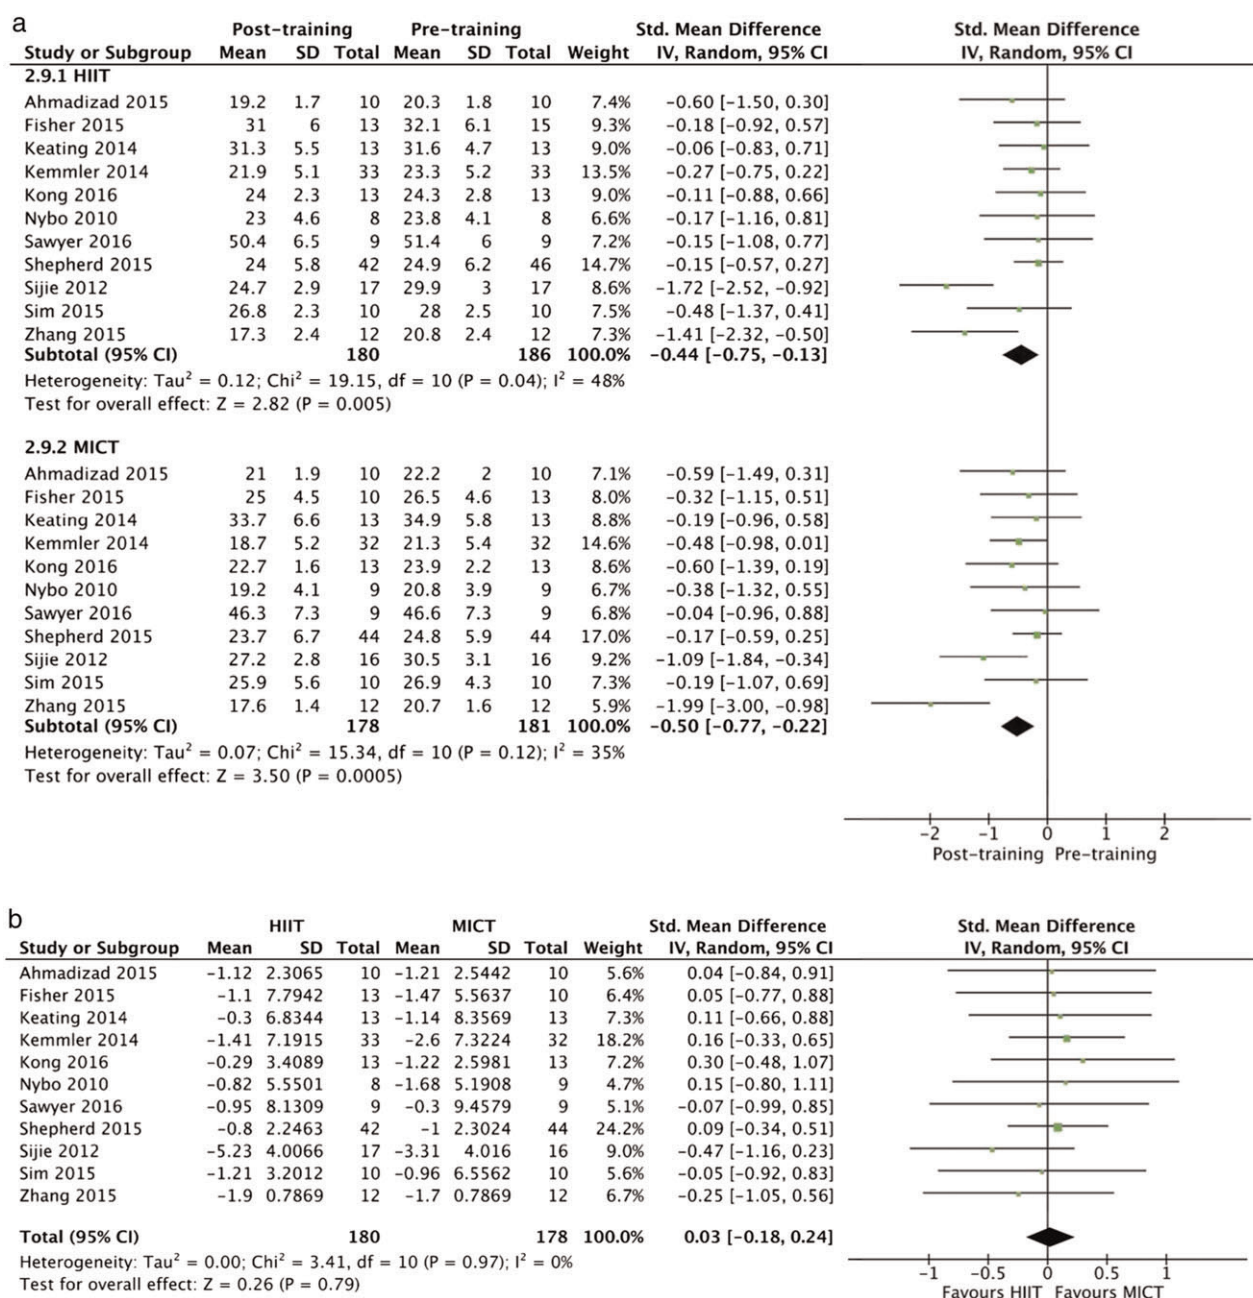 a
Post-training Pre-training Std. Mean Difference Std. Mean Difference
Study or Subgroup Mean SD Total Mean SD Total Weight IV, Random, 95% CI IV, Random, 95% CI
2.9.1 HIIT
Ahmadizad 2015 19.2 1.7 10 20.3 1.8 10 7.4% −0.60 [−1.50, 0.30]
Fisher 2015 31 6 13 32.1 6.1 15 9.3% −0.18 [−0.92, 0.57]
Keating 2014 31.3 5.5 13 31.6 4.7 13 9.0% −0.06 [−0.83, 0.71]
Kemmler 2014 21.9 5.1 33 23.3 5.2 33 13.5% −0.27 [−0.75, 0.22]
Kong 2016 24 2.3 13 24.3 2.8 13 9.0% −0.11 [−0.88, 0.66]
Nybo 2010 23 4.6 8 23.8 4.1 8 6.6% −0.17 [−1.16, 0.81]
Sawyer 2016 50.4 6.5 9 51.4 6 9 7.2% −0.15 [−1.08, 0.77]
Shepherd 2015 24 5.8 42 24.9 6.2 46 14.7% −0.15 [−0.57, 0.27]
Sijie 2012 24.7 2.9 17 29.9 3 17 8.6% −1.72 [−2.52, −0.92]
Sim 2015 26.8 2.3 10 28 2.5 10 7.5% −0.48 [−1.37, 0.41]
Zhang 2015 17.3 2.4 12 20.8 2.4 12 7.3% −1.41 [−2.32, −0.50]
Subtotal (95% CI) 180 186 100.0% −0.44 [−0.75, −0.13]
Heterogeneity: Tau² = 0.12; Chi² = 19.15, df = 10 (P = 0.04); I² = 48%
Test for overall effect: Z = 2.82 (P = 0.005)
2.9.2 MICT
Ahmadizad 2015 21 1.9 10 22.2 2 10 7.1% −0.59 [−1.49, 0.31]
Fisher 2015 25 4.5 10 26.5 4.6 13 8.0% −0.32 [−1.15, 0.51]
Keating 2014 33.7 6.6 13 34.9 5.8 13 8.8% −0.19 [−0.96, 0.58]
Kemmler 2014 18.7 5.2 32 21.3 5.4 32 14.6% −0.48 [−0.98, 0.01]
Kong 2016 22.7 1.6 13 23.9 2.2 13 8.6% −0.60 [−1.39, 0.19]
Nybo 2010 19.2 4.1 9 20.8 3.9 9 6.7% −0.38 [−1.32, 0.55]
Sawyer 2016 46.3 7.3 9 46.6 7.3 9 6.8% −0.04 [−0.96, 0.88]
Shepherd 2015 23.7 6.7 44 24.8 5.9 44 17.0% −0.17 [−0.59, 0.25]
Sijie 2012 27.2 2.8 16 30.5 3.1 16 9.2% −1.09 [−1.84, −0.34]
Sim 2015 25.9 5.6 10 26.9 4.3 10 7.3% −0.19 [−1.07, 0.69]
Zhang 2015 17.6 1.4 12 20.7 1.6 12 5.9% −1.99 [−3.00, −0.98]
Subtotal (95% CI) 178 181 100.0% −0.50 [−0.77, −0.22]
Heterogeneity: Tau² = 0.07; Chi² = 15.34, df = 10 (P = 0.12); I² = 35%
Test for overall effect: Z = 3.50 (P = 0.0005)
−2 −1 0 1 2
Post-training Pre-training
b
HIIT MICT Std. Mean Difference Std. Mean Difference
Study or Subgroup Mean SD Total Mean SD Total Weight IV, Random, 95% CI IV, Random, 95% CI
Ahmadizad 2015 −1.12 2.3065 10 −1.21 2.5442 10 5.6% 0.04 [−0.84, 0.91]
Fisher 2015 −1.1 7.7942 13 −1.47 5.5637 10 6.4% 0.05 [−0.77, 0.88]
Keating 2014 −0.3 6.8344 13 −1.14 8.3569 13 7.3% 0.11 [−0.66, 0.88]
Kemmler 2014 −1.41 7.1915 33 −2.6 7.3224 32 18.2% 0.16 [−0.33, 0.65]
Kong 2016 −0.29 3.4089 13 −1.22 2.5981 13 7.2% 0.30 [−0.48, 1.07]
Nybo 2010 −0.82 5.5501 8 −1.68 5.1908 9 4.7% 0.15 [−0.80, 1.11]
Sawyer 2016 −0.95 8.1309 9 −0.3 9.4579 9 5.1% −0.07 [−0.99, 0.85]
Shepherd 2015 −0.8 2.2463 42 −1 2.3024 44 24.2% 0.09 [−0.34, 0.51]
Sijie 2012 −5.23 4.0066 17 −3.31 4.016 16 9.0% −0.47 [−1.16, 0.23]
Sim 2015 −1.21 3.2012 10 −0.96 6.5562 10 5.6% −0.05 [−0.92, 0.83]
Zhang 2015 −1.9 0.7869 12 −1.7 0.7869 12 6.7% −0.25 [−1.05, 0.56]
Total (95% CI) 180 178 100.0% 0.03 [−0.18, 0.24]
Heterogeneity: Tau² = 0.00; Chi² = 3.41, df = 10 (P = 0.97); I² = 0%
Test for overall effect: Z = 0.26 (P = 0.79)
−1 −0.5 0 0.5 1
Favours HIIT Favours MICT